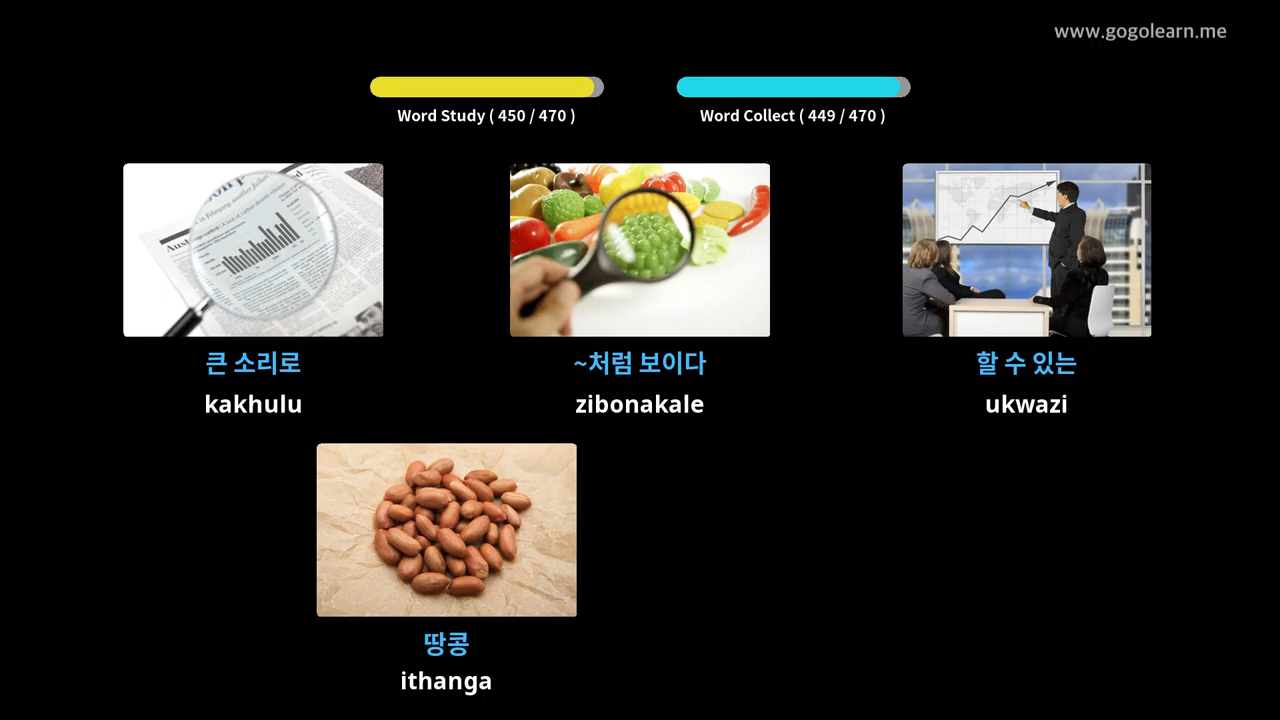 www.gogolearn.me
Word Study ( 450 / 470 )
Word Collect ( 449 / 470 )
큰 소리로
kakhulu
~처럼 보이다
zibonakale
할 수 있는
ukwazi
땅콩
ithanga